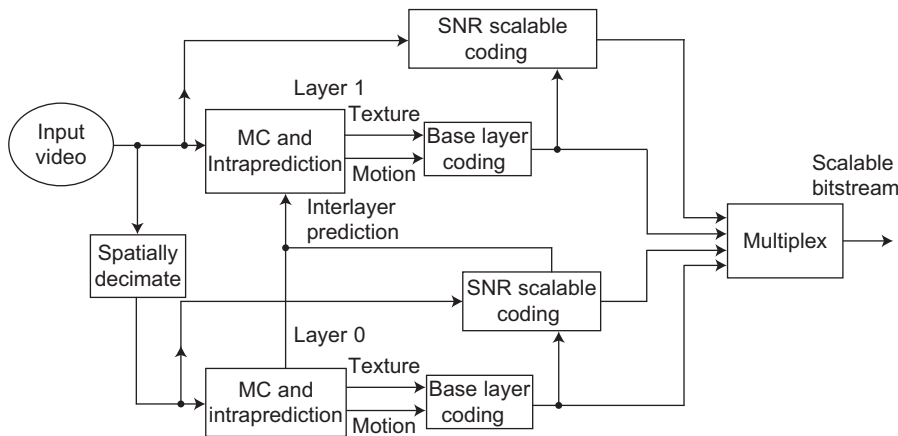 SNR scalable
coding
Layer 1
Texture
Input
video
MC and
Intraprediction
Base layer
coding
Motion
Scalable
bitstream
Interlayer
prediction
Multiplex
Spatially
decimate
SNR scalable
coding
Layer 0
Texture
MC and
intraprediction
Base layer
coding
Motion